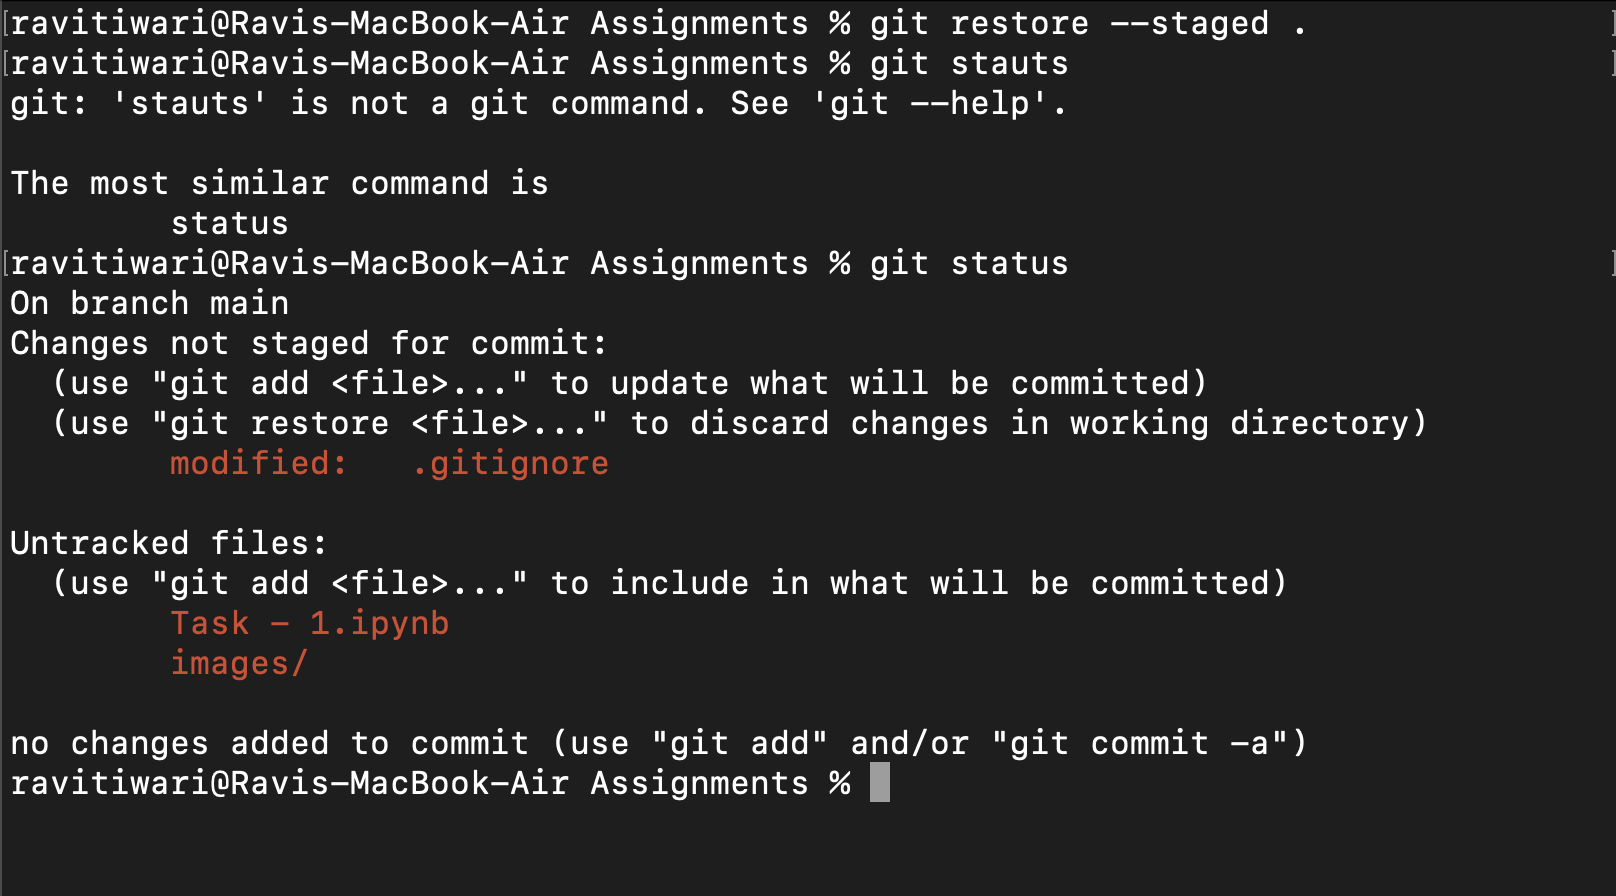 [ravitiwari@Ravis-MacBook-Air Assignments % git restore --staged . ]
[ravitiwari@Ravis-MacBook-Air Assignments % git stauts ]
git: 'stauts' is not a git command. See 'git --help'.
The most similar command is
status
[ravitiwari@Ravis-MacBook-Air Assignments % git status ]
On branch main
Changes not staged for commit:
(use "git add <file>..." to update what will be committed)
(use "git restore <file>..." to discard changes in working directory)
modified: .gitignore
Untracked files:
(use "git add <file>..." to include in what will be committed)
Task - 1.ipynb
images/
no changes added to commit (use "git add" and/or "git commit -a")
ravitiwari@Ravis-MacBook-Air Assignments %